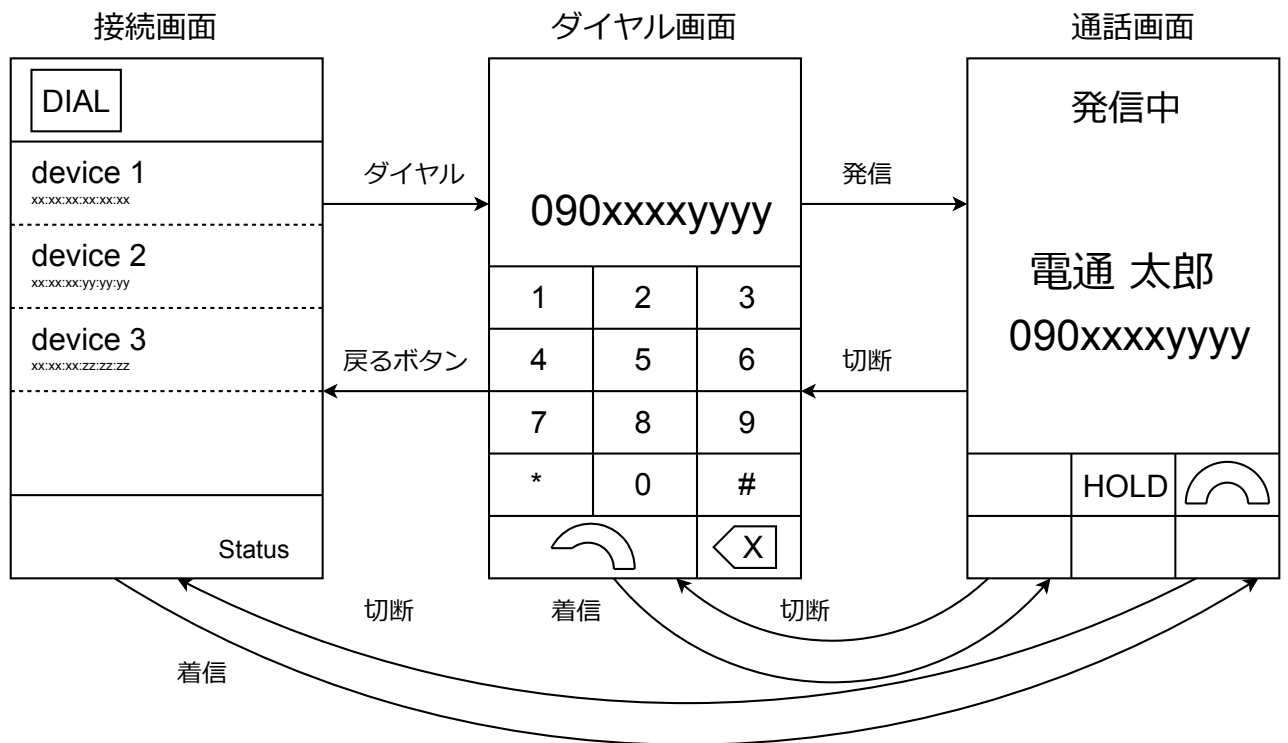 接続画面
ダイヤル画面
通話画面
DIAL
device 1
xx:xx:xx:xx:xx:xx
device 2
xx:xx:xx:yy:yy:yy
device 3
xx:xx:xx:zz:zz:zz
Status
ダイヤル
戻るボタン
090xxxxyyyy
1 2 3
4 5 6
7 8 9
* 0 #
X
発信
切断
発信中
電通 太郎
090xxxxyyyy
HOLD
切断
着信
切断
着信